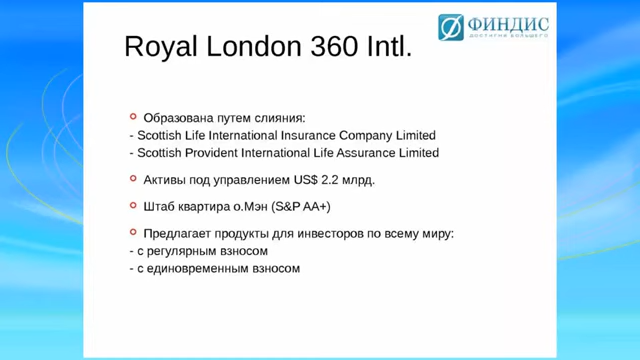 ФИНДИС
ДОСТИГАЙ БОЛЬШЕГО
Royal London 360 Intl.
Образована путем слияния:
- Scottish Life International Insurance Company Limited
- Scottish Provident International Life Assurance Limited
Активы под управлением US$ 2.2 млрд.
Штаб квартира о.Мэн (S&P AA+)
Предлагает продукты для инвесторов по всему миру:
- с регулярным взносом
- с единовременным взносом